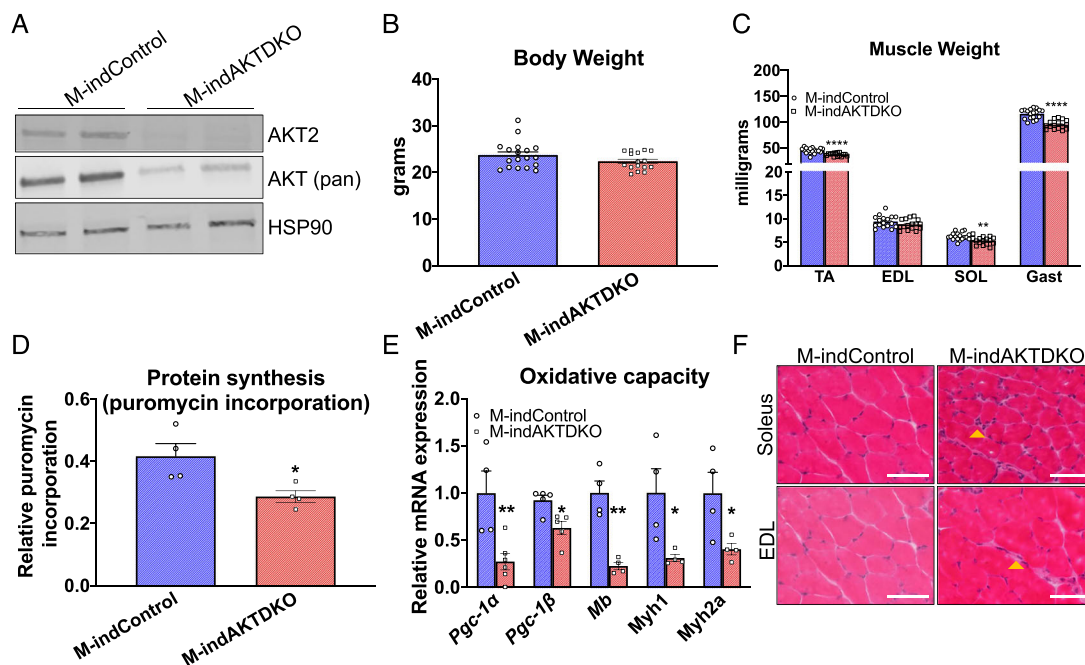 A
M-indControl
M-indAKTDKO
AKT2
AKT (pan)
HSP90
B
Body Weight
grams
40
30
20
10
0
M-indControl
M-indAKTDKO
C
Muscle Weight
milligrams
200
150
100
50
20
15
10
5
0
M-indControl
M-indAKTDKO
****
**
****
TA
EDL
SOL
Gast
D
Protein synthesis
(puromycin incorporation)
Relative puromycin
incorporation
0.6
0.4
0.2
0.0
*
M-indControl
M-indAKTDKO
E
Oxidative capacity
Relative mRNA expression
2.0
1.5
1.0
0.5
0.0
M-indControl
M-indAKTDKO
**
*
**
*
*
Pgc-1α
Pgc-1β
Mb
Myh1
Myh2a
F
M-indControl
M-indAKTDKO
Soleus
EDL